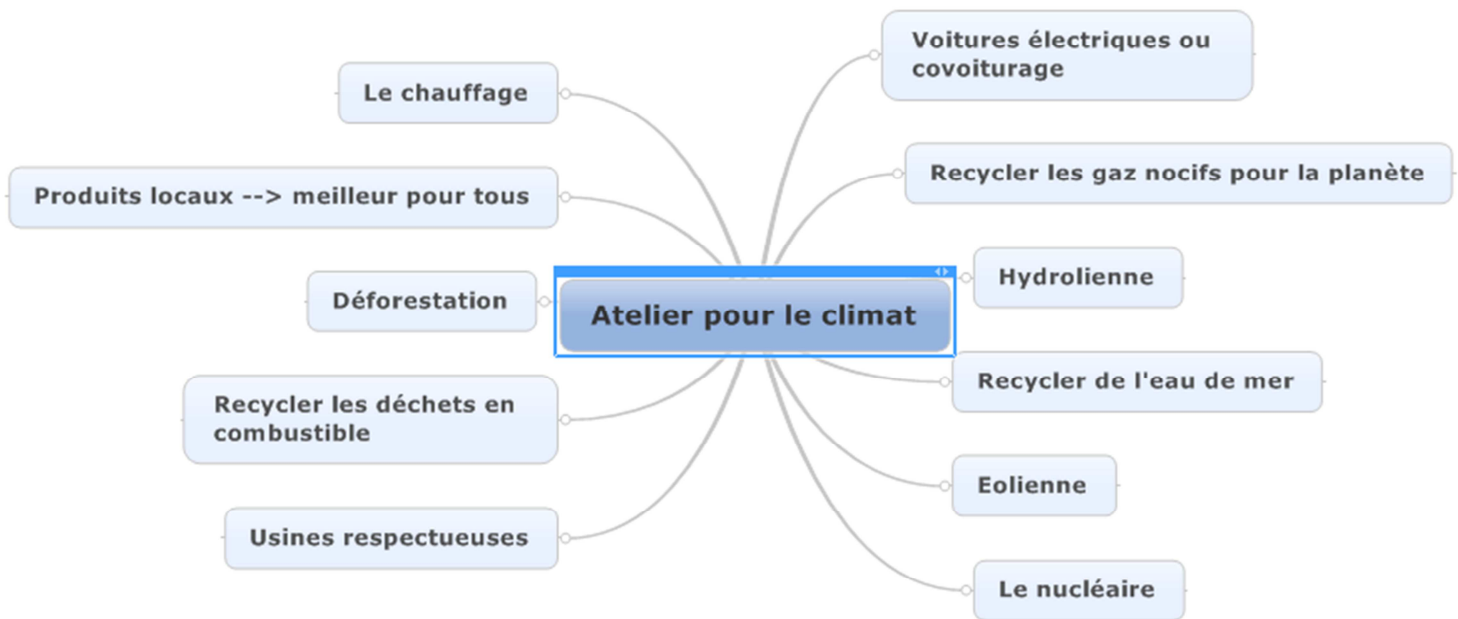 Atelier pour le climat
Voitures électriques ou
covoiturage
Recycler les gaz nocifs pour la planète
Hydrolienne
Recycler de l'eau de mer
Eolienne
Le nucléaire
Le chauffage
Produits locaux --> meilleur pour tous
Déforestation
Recycler les déchets en
combustible
Usines respectueuses